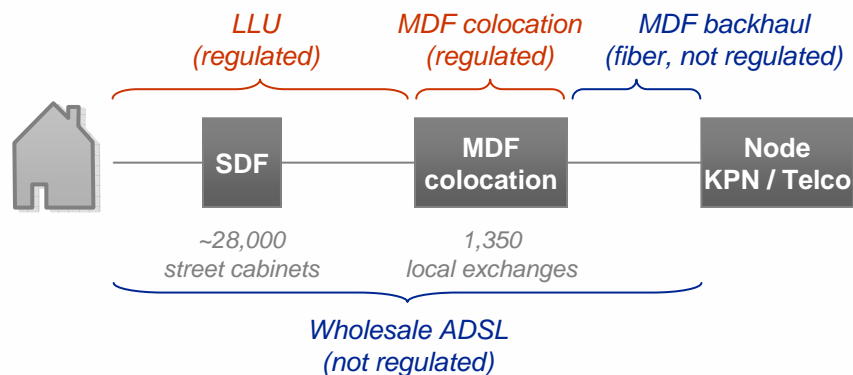 LLU
(regulated)
MDF colocation
(regulated)
MDF backhaul
(fiber, not regulated)
SDF
MDF
colocation
Node
KPN / Telco
~28,000
street cabinets
1,350
local exchanges
Wholesale ADSL
(not regulated)